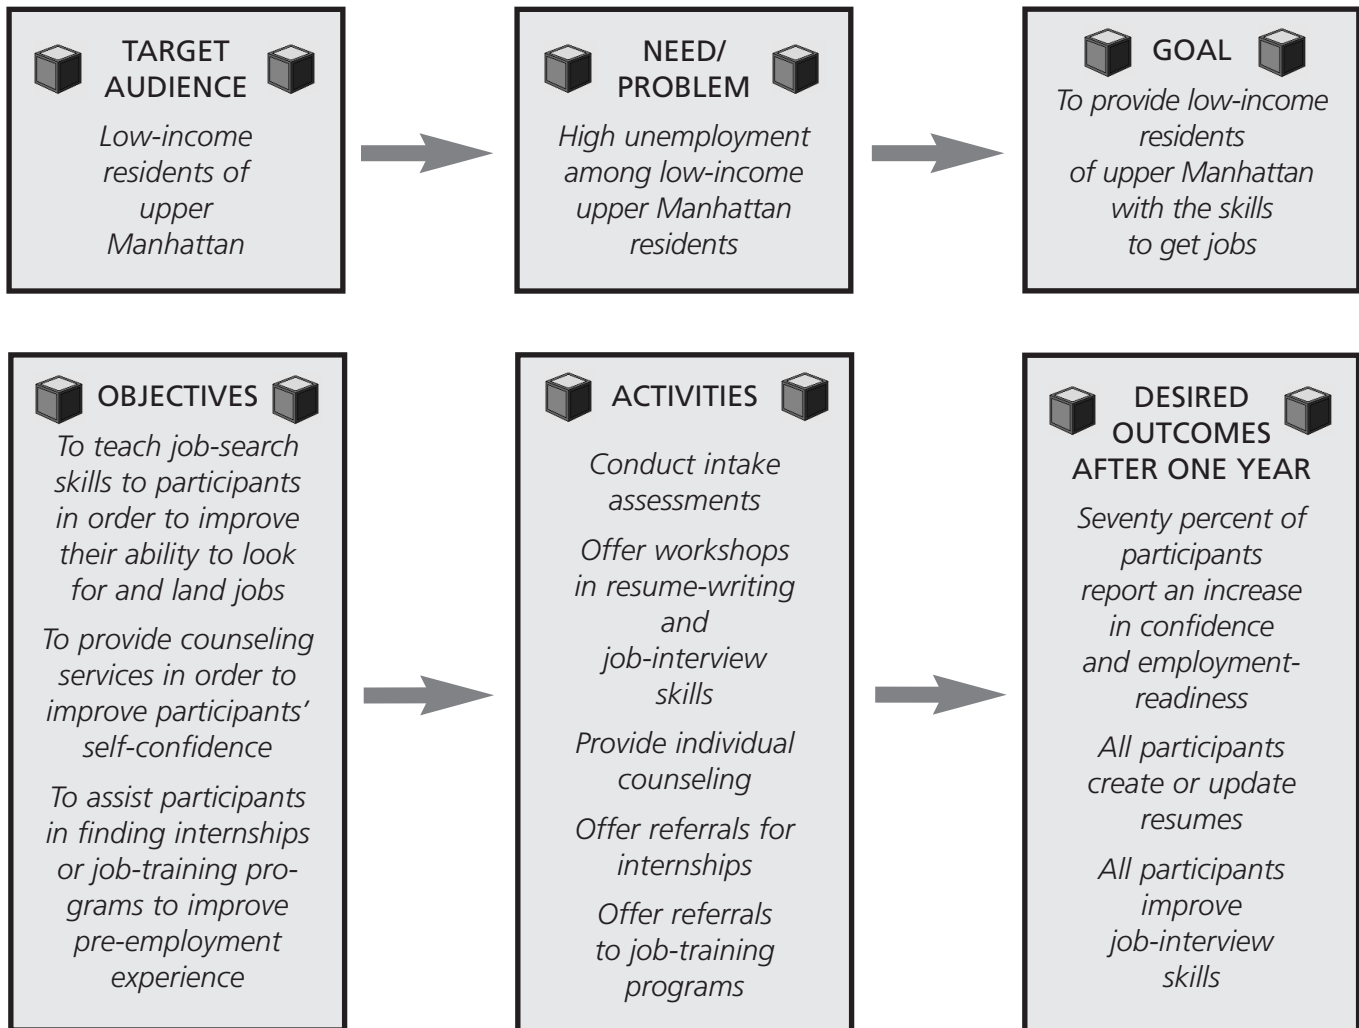 TARGET
AUDIENCE
Low-income
residents of
upper
Manhattan
NEED/
PROBLEM
High unemployment
among low-income
upper Manhattan
residents
GOAL
To provide low-income
residents
of upper Manhattan
with the skills
to get jobs
OBJECTIVES
To teach job-search
skills to participants
in order to improve
their ability to look
for and land jobs
To provide counseling
services in order to
improve participants’
self-confidence
To assist participants
in finding internships
or job-training pro-
grams to improve
pre-employment
experience
ACTIVITIES
Conduct intake
assessments
Offer workshops
in resume-writing
and
job-interview
skills
Provide individual
counseling
Offer referrals for
internships
Offer referrals
to job-training
programs
DESIRED
OUTCOMES
AFTER ONE YEAR
Seventy percent of
participants
report an increase
in confidence
and employment-
readiness
All participants
create or update
resumes
All participants
improve
job-interview
skills